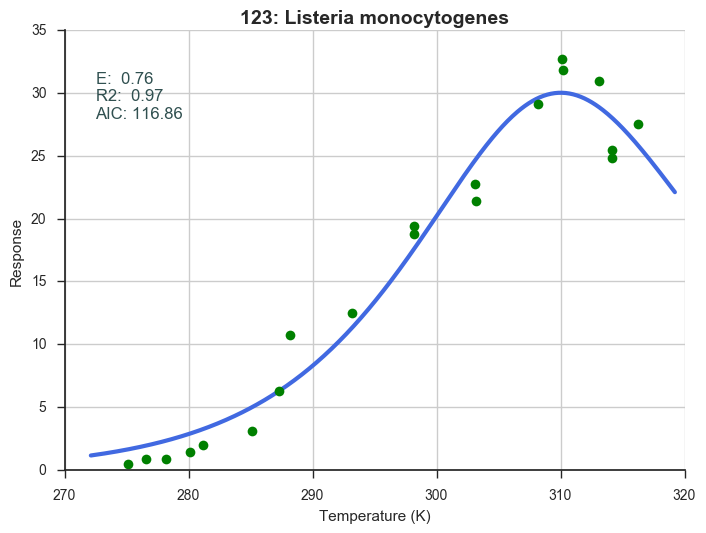 123: Listeria monocytogenes
E:  0.76
R2:  0.97
AIC: 116.86
Response
35
30
25
20
15
10
5
0
270 280 290 300 310 320
Temperature (K)